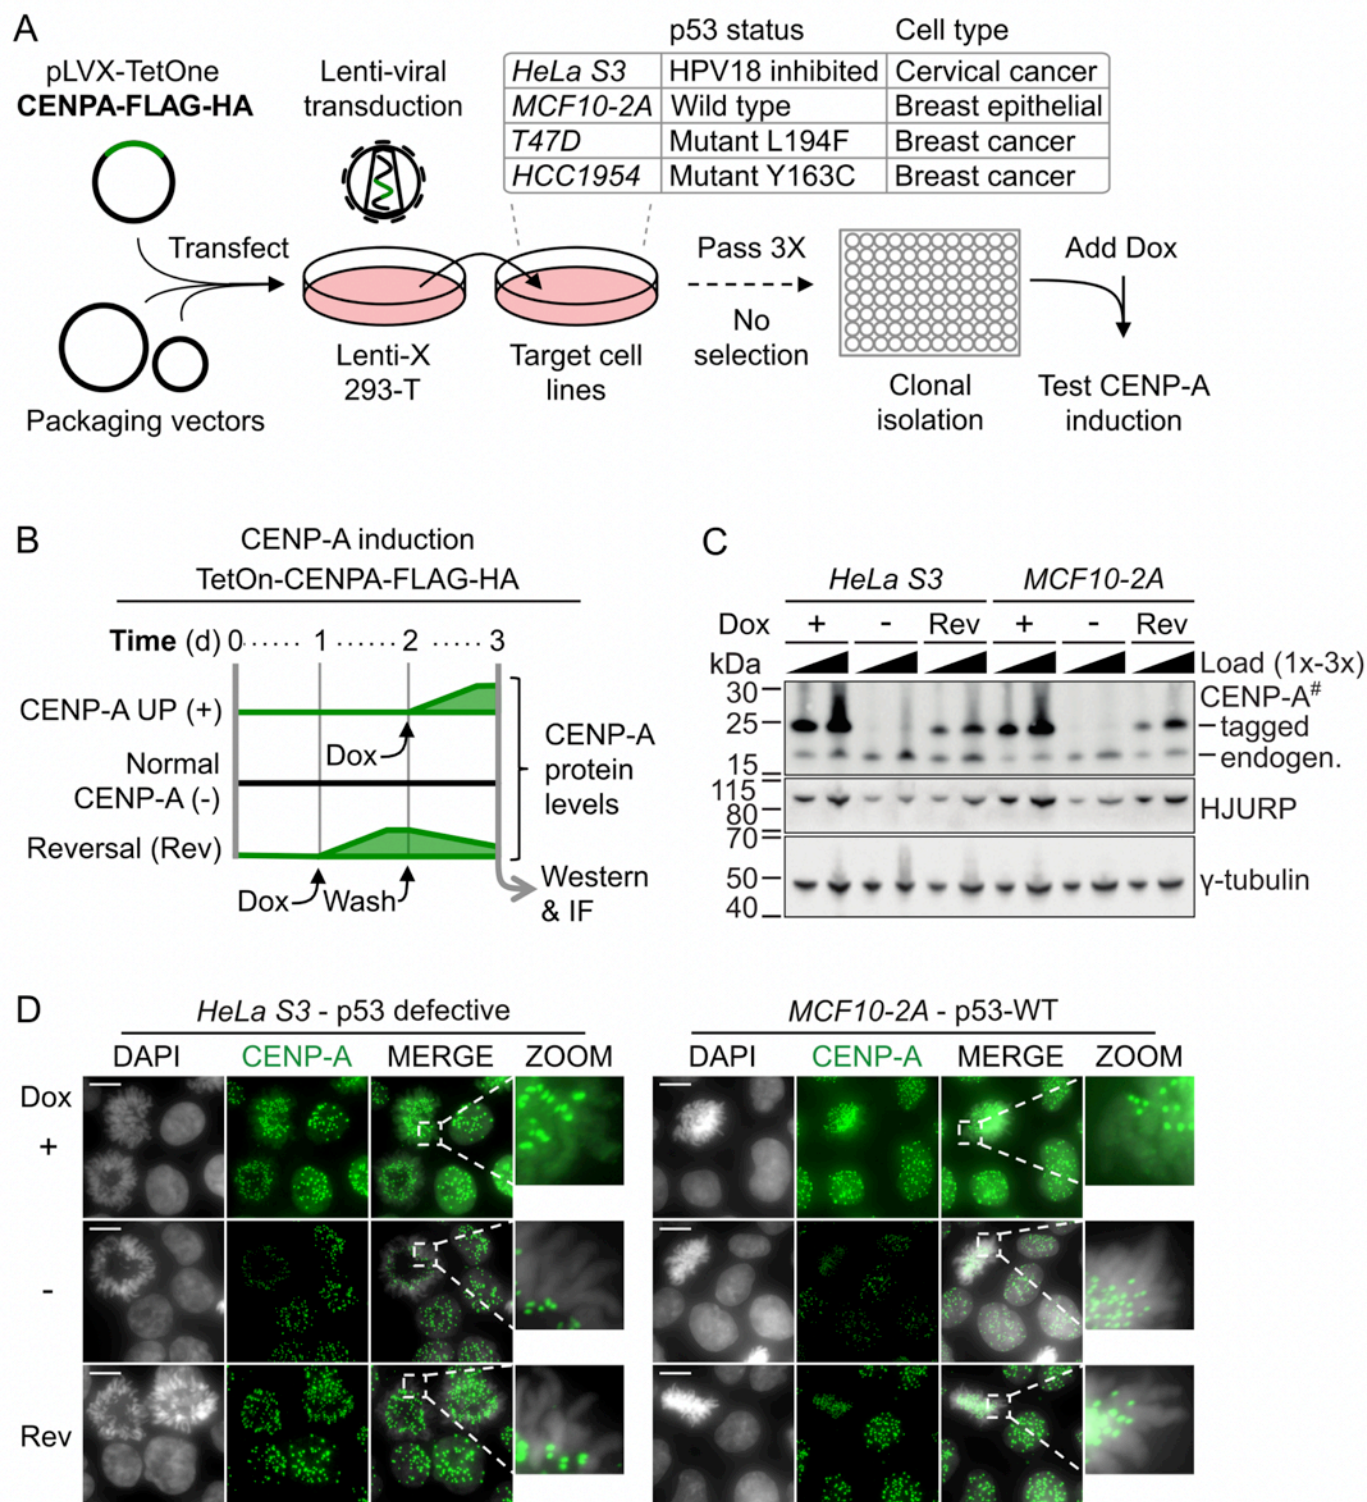 A
p53 status Cell type
pLVX-TetOne
CENPA-FLAG-HA
Lenti-viral
transduction
HeLa S3 HPV18 inhibited Cervical cancer
MCF10-2A Wild type Breast epithelial
T47D Mutant L194F Breast cancer
HCC1954 Mutant Y163C Breast cancer
Transfect
Pass 3X
No
selection
Add Dox
Packaging vectors
Lenti-X
293-T
Target cell
lines
Clonal
isolation
Test CENP-A
induction
B
CENP-A induction
TetOn-CENPA-FLAG-HA
Time (d) 0 ...... 1 ...... 2 ..... 3
CENP-A UP (+)
Dox
Normal
CENP-A (-)
Reversal (Rev)
Dox Wash
CENP-A
protein
levels
Western
& IF
C
HeLa S3 MCF10-2A
Dox + - Rev + - Rev
kDa Load (1x-3x)
30
25
15
CENP-A#
tagged
endogen.
115
80
70
HJURP
50
40
γ-tubulin
D
HeLa S3 - p53 defective MCF10-2A - p53-WT
DAPI CENP-A MERGE ZOOM DAPI CENP-A MERGE ZOOM
Dox
+
-
Rev